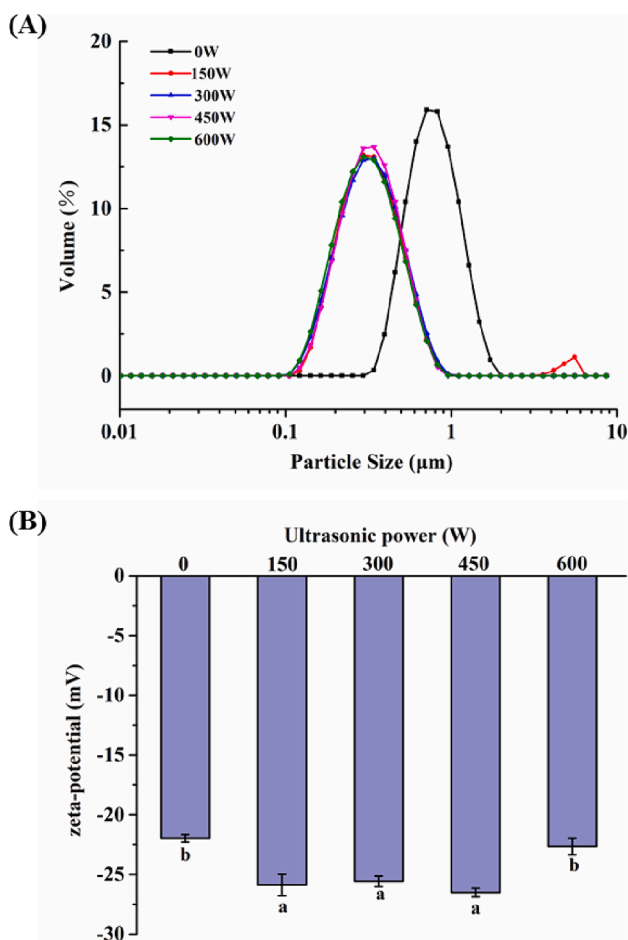 (A)
20
15
10
5
0
Volume (%)
0W
150W
300W
450W
600W
0.01
0.1
1
10
Particle Size (μm)
(B)
Ultrasonic power (W)
0 150 300 450 600
0
-5
-10
-15
-20
-25
-30
zeta-potential (mV)
b
a
a
a
b